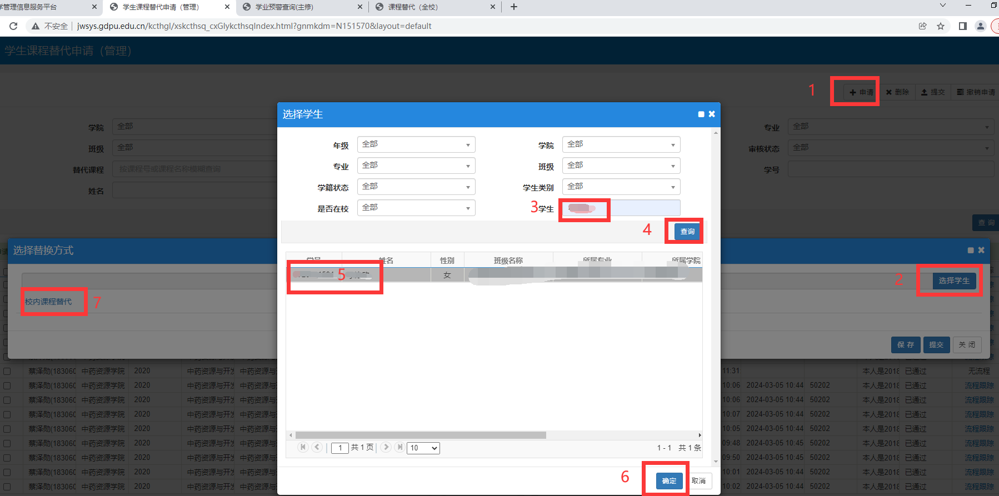 学管理信息服务平台 × 学生课程替代申请（管理） × 学业预警查询(主修) × 课程替代（全校） × +
不安全 jwsys.gdpu.edu.cn/kcthgl/xskcthsq_cxGlykcthsqIndex.html?gnmkdm=N151570&layout=default
学生课程替代申请（管理）
1 申请 删除 提交 撤销申请
选择学生
学院 全部 专业 全部
班级 全部 审核状态 全部
替代课程 按课程号或课程名称模糊查询 学号
姓名
年级 全部 学院 全部
专业 全部 班级 全部
学籍状态 全部 学生类别 全部
是否在校 全部 3 学生
4 查询
查 询
选择替换方式
学号 姓名 性别 班级名称 所属专业 所属学院
5 女
2 选择学生
校内课程替代 7
保 存 提交 关 闭
蔡泽勋(18306 中药资源学院 2020 中药资源与开发 中药资源与 11:31 本人是2018 已通过 无流程
蔡泽勋(18306 中药资源学院 2020 中药资源与开发 中药资源与 10:06 2024-03-05 10:44 50202 本人是2018 已通过 流程跟踪
蔡泽勋(18306 中药资源学院 2020 中药资源与开发 中药资源与 10:06 2024-03-05 10:44 50202 本人是2018 已通过 流程跟踪
蔡泽勋(18306 中药资源学院 2020 中药资源与开发 中药资源与 10:07 2024-03-05 10:44 50202 本人是2018 已通过 流程跟踪
蔡泽勋(18306 中药资源学院 2020 中药资源与开发 中药资源与 10:05 2024-03-05 10:44 50202 本人是2018 已通过 流程跟踪
蔡泽勋(18306 中药资源学院 2020 中药资源与开发 中药资源与 09:48 2024-03-05 10:45 50202 本人是2018 已通过 流程跟踪
蔡泽勋(18306 中药资源学院 2020 中药资源与开发 中药资源与 09:50 2024-03-05 10:45 50202 本人是2018 已通过 流程跟踪
蔡泽勋(18306 中药资源学院 2020 中药资源与开发 中药资源与 10:01 2024-03-05 10:44 50202 本人是2018 已通过 流程跟踪
蔡泽勋(18306 中药资源学院 2020 中药资源与开发 中药资源与 10:02 2024-03-05 10:44 50202 本人是2018 已通过 流程跟踪
1 共 1 页 10 1 - 1 共 1 条
6 确定 取消